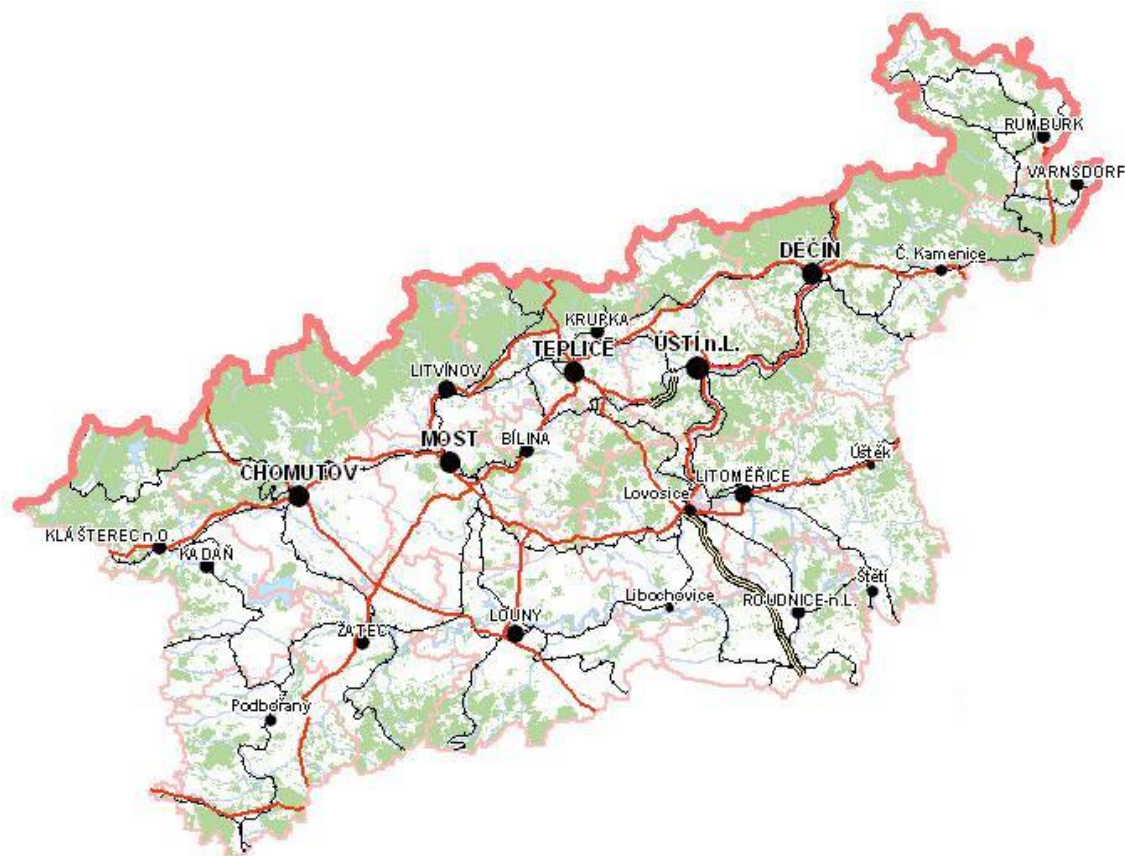 RUMBURK
VARNSDORF
DĚČÍN
Č. Kamenice
KRUPKA
TEPLICE
ÚSTÍ n.L.
LITVÍNOV
MOST
BÍLINA
CHOMUTOV
LITOMĚŘICE
Úštěk
Lovosice
KLÁŠTEREC n.O.
KADAŇ
Libochovice
ROUDNICE n.L.
Štětí
LOUNY
ŽATEC
Podbořany